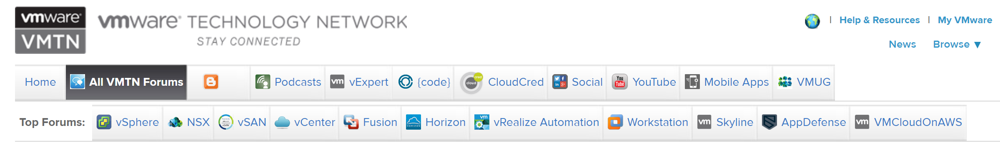 vmware®
VMTN
vmware® TECHNOLOGY NETWORK
STAY CONNECTED
| Help & Resources | My VMware
News Browse ▼
Home All VMTN Forums Podcasts vm vExpert {code} cloud cred CloudCred Social You Tube YouTube Mobile Apps VMUG
Top Forums: vSphere NSX vSAN vSAN vCenter Fusion HORIZON Horizon vm vRealize Automation Workstation vm Skyline AppDefense vm VMCloudOnAWS